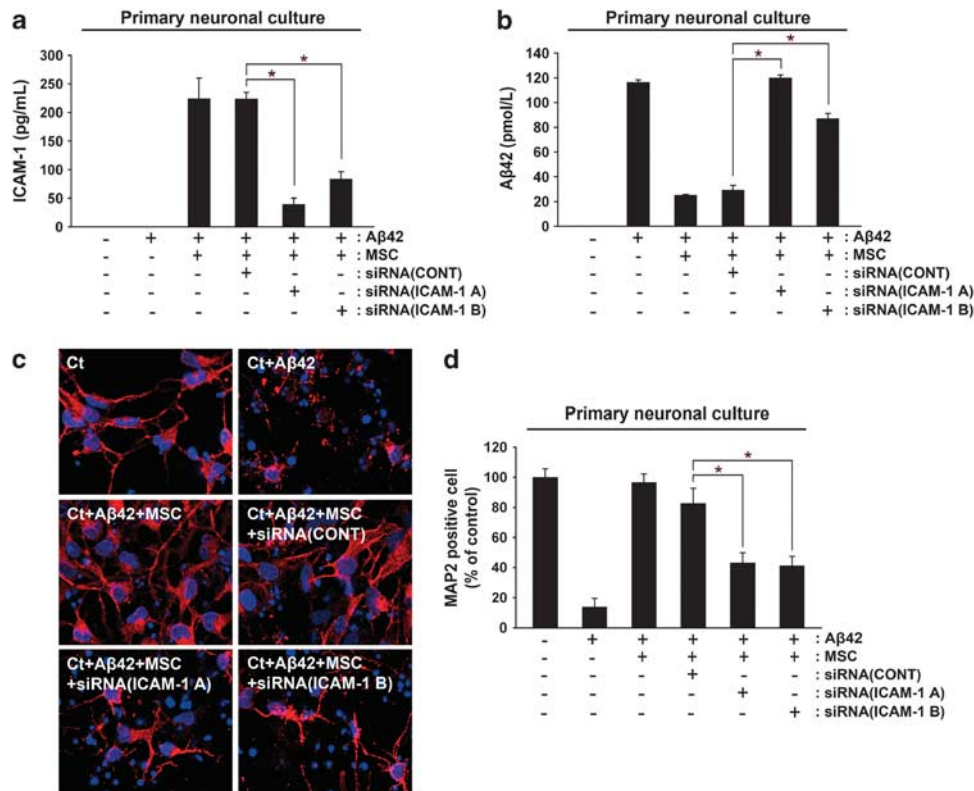 a
Primary neuronal culture
ICAM-1 (pg/mL)
300
250
200
150
100
50
0
- + + + + + : Aβ42
- - + + + + : MSC
- - - + - - : siRNA(CONT)
- - - - + - : siRNA(ICAM-1 A)
- - - - - + : siRNA(ICAM-1 B)
* *
b
Primary neuronal culture
Aβ42 (pmol/L)
140
120
100
80
60
40
20
0
- + + + + + : Aβ42
- - + + + + : MSC
- - - + - - : siRNA(CONT)
- - - - + - : siRNA(ICAM-1 A)
- - - - - + : siRNA(ICAM-1 B)
* *
c
Ct
Ct+Aβ42
Ct+Aβ42+MSC
Ct+Aβ42+MSC
+siRNA(CONT)
Ct+Aβ42+MSC
+siRNA(ICAM-1 A)
Ct+Aβ42+MSC
+siRNA(ICAM-1 B)
d
Primary neuronal culture
MAP2 positive cell
(% of control)
120
100
80
60
40
20
0
- + + + + + : Aβ42
- - + + + + : MSC
- - - + - - : siRNA(CONT)
- - - - + - : siRNA(ICAM-1 A)
- - - - - + : siRNA(ICAM-1 B)
* *